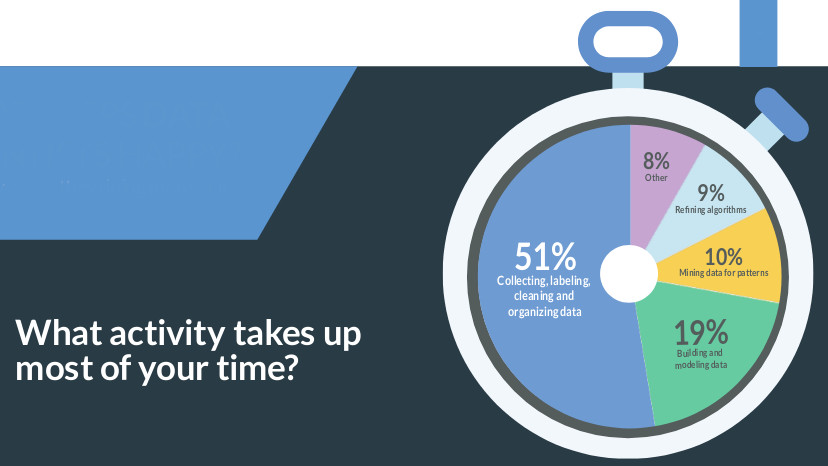 What activity takes up
most of your time?
51%
Collecting, labeling,
cleaning and
organizing data
8%
Other
9%
Refining algorithms
10%
Mining data for patterns
19%
Building and
modeling data